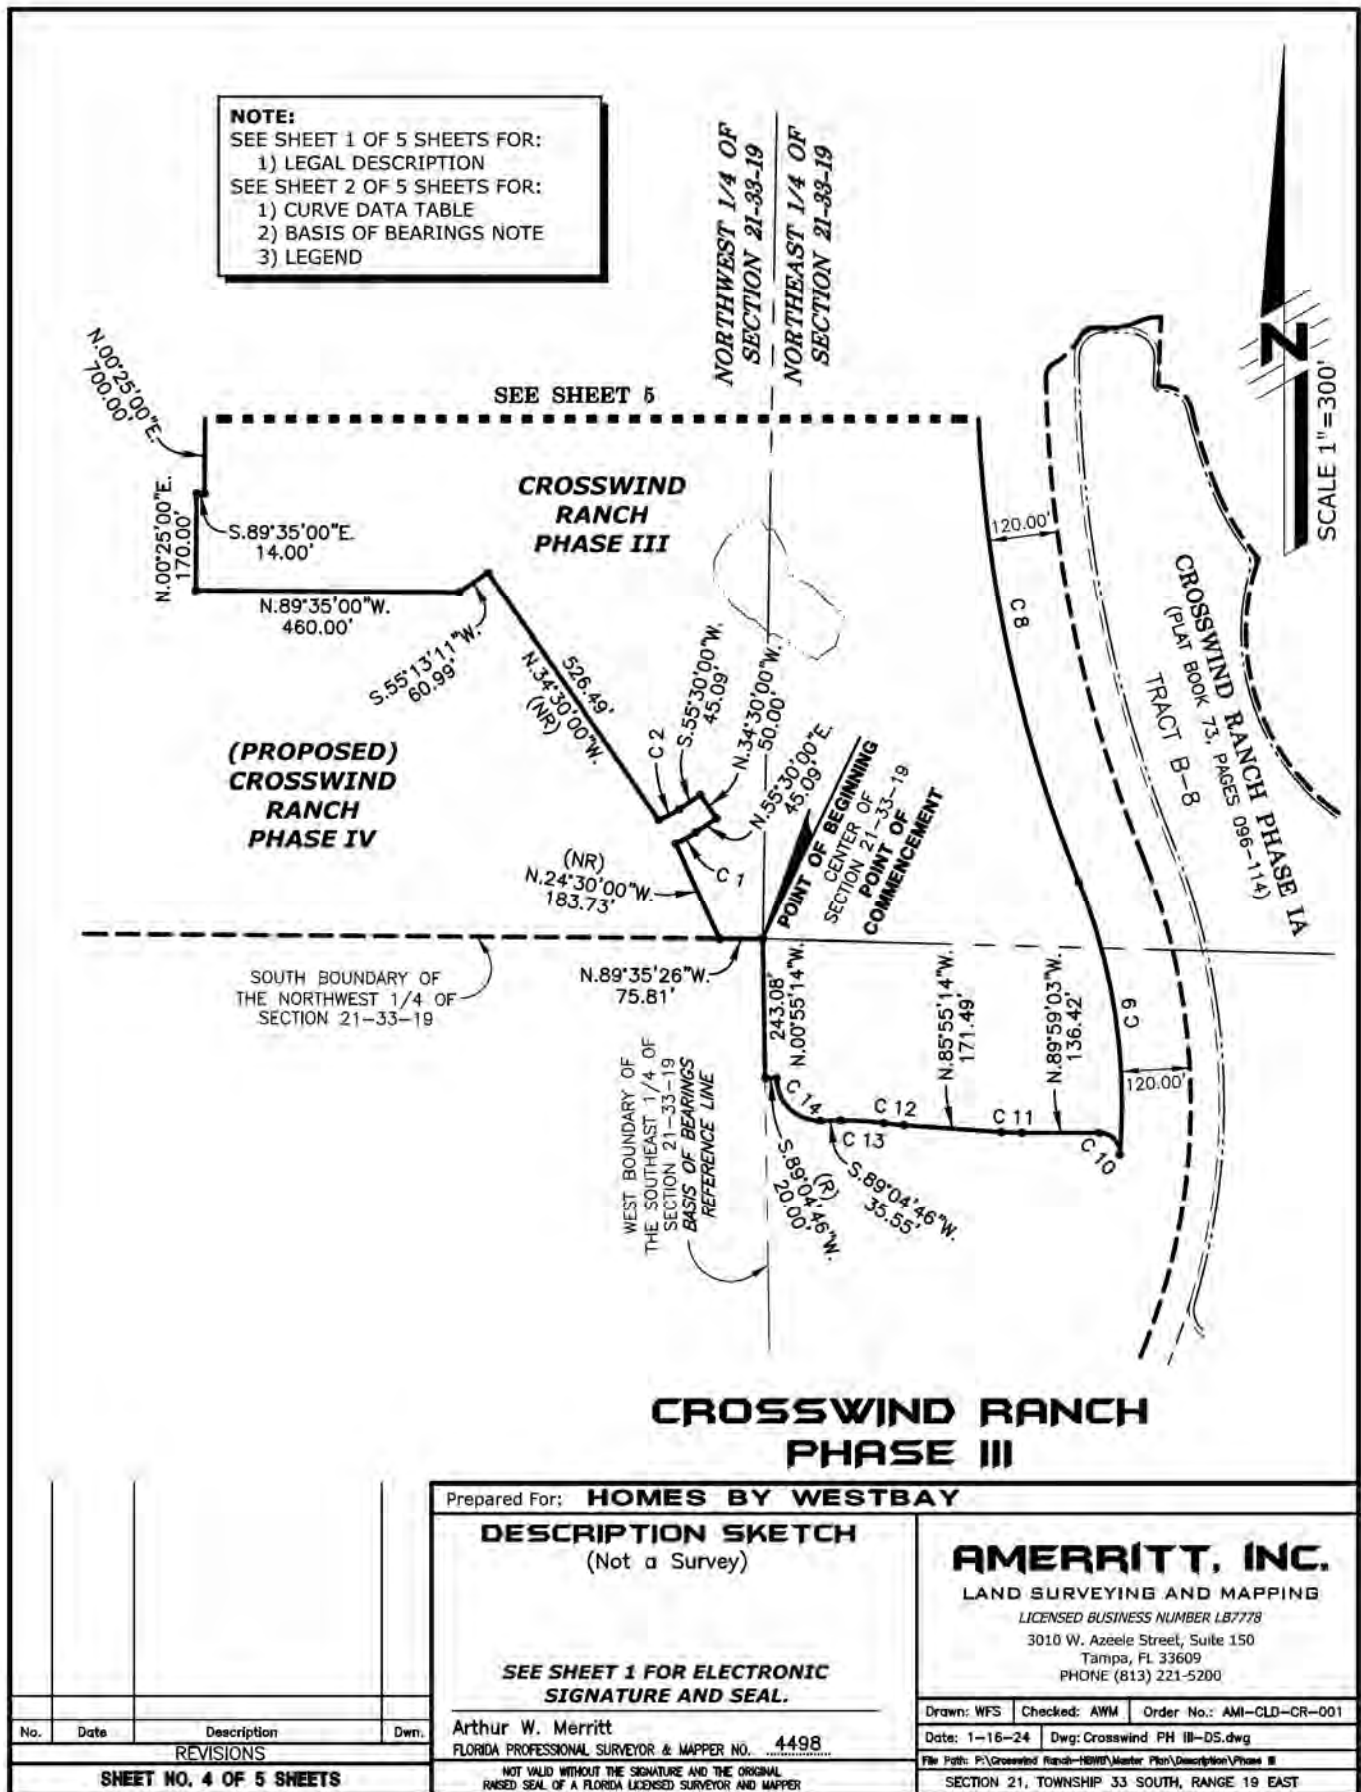 NOTE:
SEE SHEET 1 OF 5 SHEETS FOR:
1) LEGAL DESCRIPTION
SEE SHEET 2 OF 5 SHEETS FOR:
1) CURVE DATA TABLE
2) BASIS OF BEARINGS NOTE
3) LEGEND
NORTHWEST 1/4 OF
SECTION 21-33-19
NORTHEAST 1/4 OF
SECTION 21-33-19
N
SCALE 1"=300'
SEE SHEET 5
N.00°25'00"E.
700.00'
N.00°25'00"E.
170.00'
S.89°35'00"E.
14.00'
N.89°35'00"W.
460.00'
S.55°13'11"W.
60.99'
CROSSWIND
RANCH
PHASE III
526.49'
N.34°30'00"W.
(NR)
C 2
S.55°30'00"W.
45.09'
N.34°30'00"W.
50.00'
N.55°30'00"E.
45.09'
C 1
(NR)
N.24°30'00"W.
183.73'
(PROPOSED)
CROSSWIND
RANCH
PHASE IV
POINT OF BEGINNING
CENTER OF
SECTION 21-33-19
POINT OF
COMMENCEMENT
120.00'
C 8
CROSSWIND RANCH PHASE IA
(PLAT BOOK 73, PAGES 096-114)
TRACT B-8
SOUTH BOUNDARY OF
THE NORTHWEST 1/4 OF
SECTION 21-33-19
N.89°35'26"W.
75.81'
243.08'
N.00°55'14"W.
WEST BOUNDARY OF
THE SOUTHEAST 1/4 OF
SECTION 21-33-19
BASIS OF BEARINGS
REFERENCE LINE
C 14
S.89°04'46"W.
(R)
20.00'
C 13
S.89°04'46"W.
35.55'
C 12
N.85°55'14"W.
171.49'
C 11
N.89°59'03"W.
136.42'
C 10
C 9
120.00'
CROSSWIND RANCH
PHASE III
Prepared For: HOMES BY WESTBAY
DESCRIPTION SKETCH
(Not a Survey)
SEE SHEET 1 FOR ELECTRONIC
SIGNATURE AND SEAL.
Arthur W. Merritt
FLORIDA PROFESSIONAL SURVEYOR & MAPPER NO. 4498
NOT VALID WITHOUT THE SIGNATURE AND THE ORIGINAL
RAISED SEAL OF A FLORIDA LICENSED SURVEYOR AND MAPPER
AMERRITT, INC.
LAND SURVEYING AND MAPPING
LICENSED BUSINESS NUMBER LB7778
3010 W. Azeele Street, Suite 150
Tampa, FL 33609
PHONE (813) 221-5200
Drawn: WFS Checked: AWM Order No.: AMI-CLD-CR-001
Date: 1-16-24 Dwg: Crosswind PH III-DS.dwg
File Path: P:\Crosswind Ranch-HBWB\Master Plan\Description\Phase III
SECTION 21, TOWNSHIP 33 SOUTH, RANGE 19 EAST
No. Date Description Dwn.
REVISIONS
SHEET NO. 4 OF 5 SHEETS